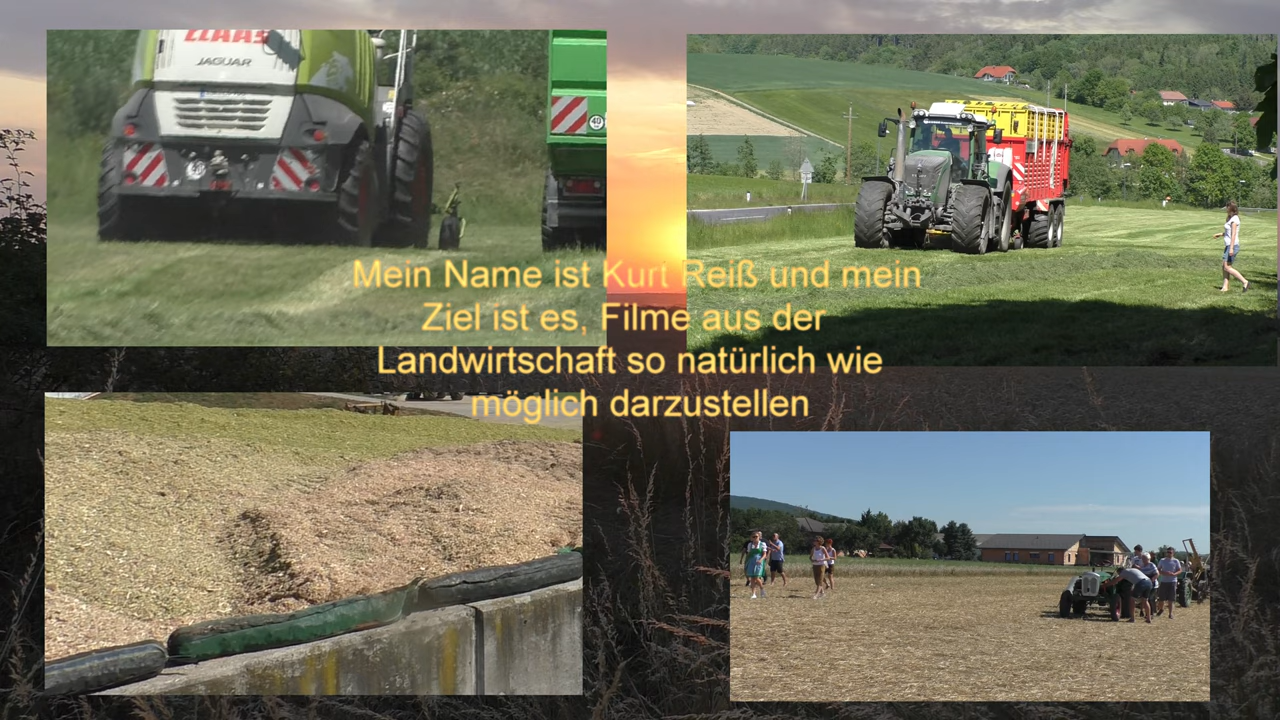 CLAAS
JAGUAR
40
Mein Name ist Kurt Reiß und mein
Ziel ist es, Filme aus der
Landwirtschaft so natürlich wie
möglich darzustellen